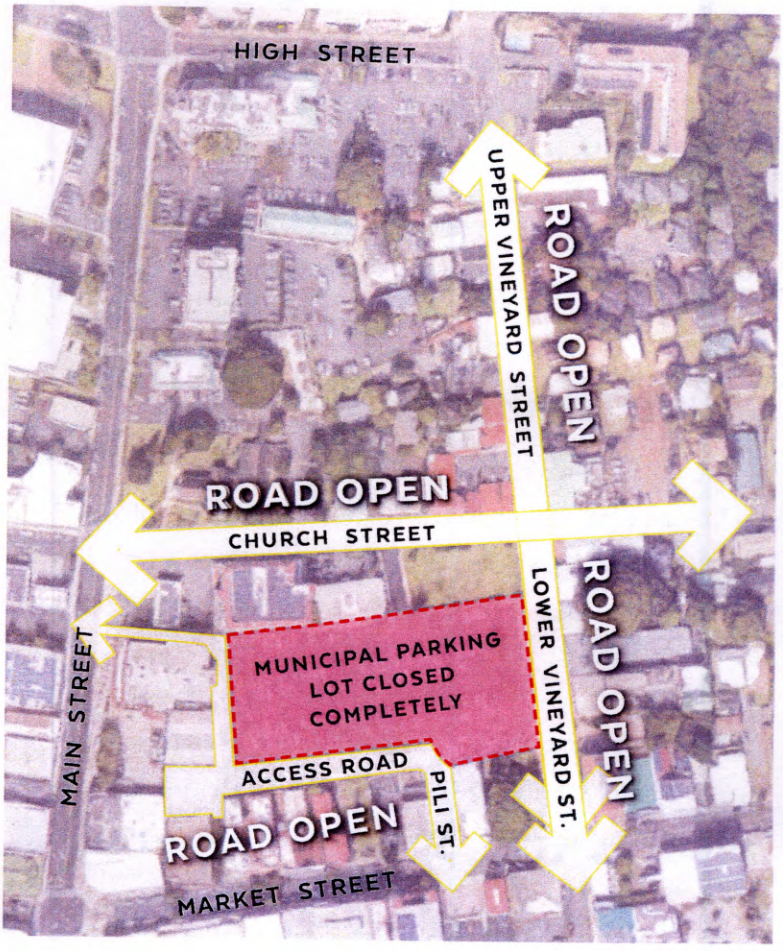 HIGH STREET
UPPER VINEYARD STREET
ROAD OPEN
ROAD OPEN
CHURCH STREET
LOWER VINEYARD ST.
ROAD OPEN
MAIN STREET
MUNICIPAL PARKING
LOT CLOSED
COMPLETELY
ACCESS ROAD
PILI ST.
ROAD OPEN
MARKET STREET